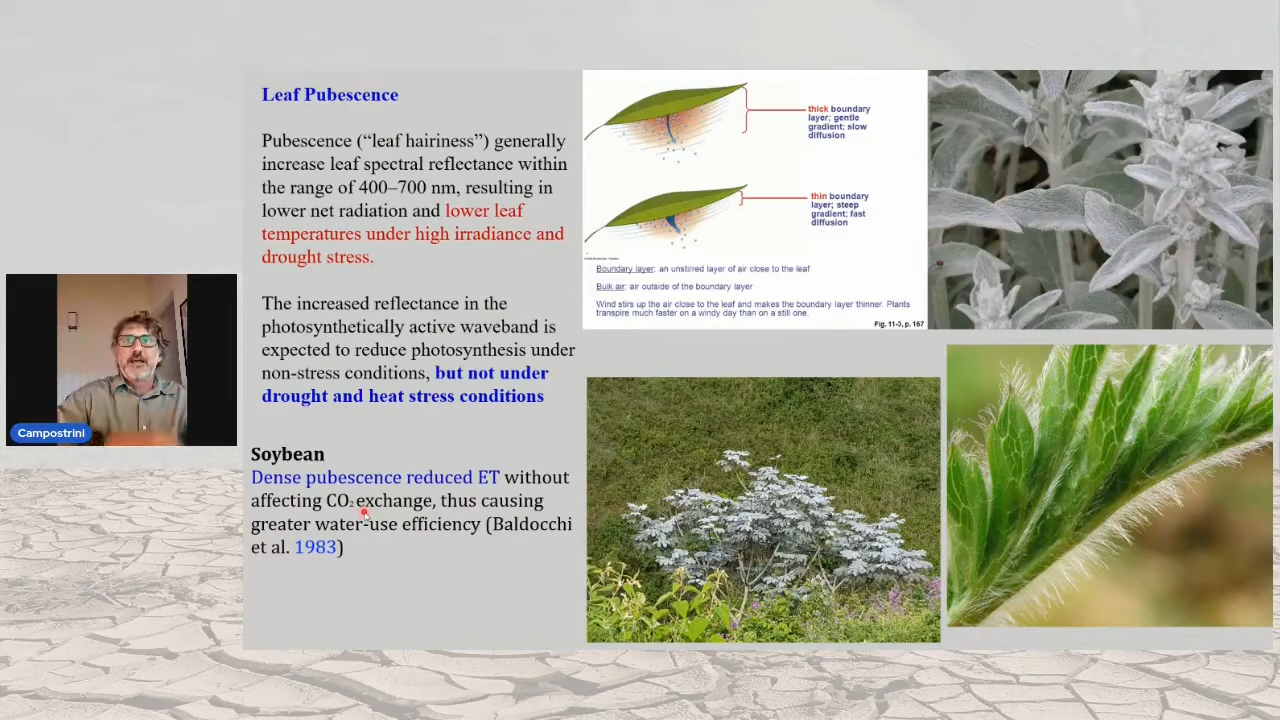 Leaf Pubescence
Pubescence (“leaf hairiness”) generally
increase leaf spectral reflectance within
the range of 400–700 nm, resulting in
lower net radiation and lower leaf
temperatures under high irradiance and
drought stress.
The increased reflectance in the
photosynthetically active waveband is
expected to reduce photosynthesis under
non-stress conditions, but not under
drought and heat stress conditions
Soybean
Dense pubescence reduced ET without
affecting CO₂ exchange, thus causing
greater water-use efficiency (Baldocchi
et al. 1983)
thick boundary
layer; gentle
gradient; slow
diffusion
thin boundary
layer; steep
gradient; fast
diffusion
Boundary layer: an unstirred layer of air close to the leaf
Bulk air: air outside of the boundary layer
Wind stirs up the air close to the leaf and makes the boundary layer thinner. Plants
transpire much faster on a windy day than on a still one.
Fig. 11-3, p. 167
Campostrini